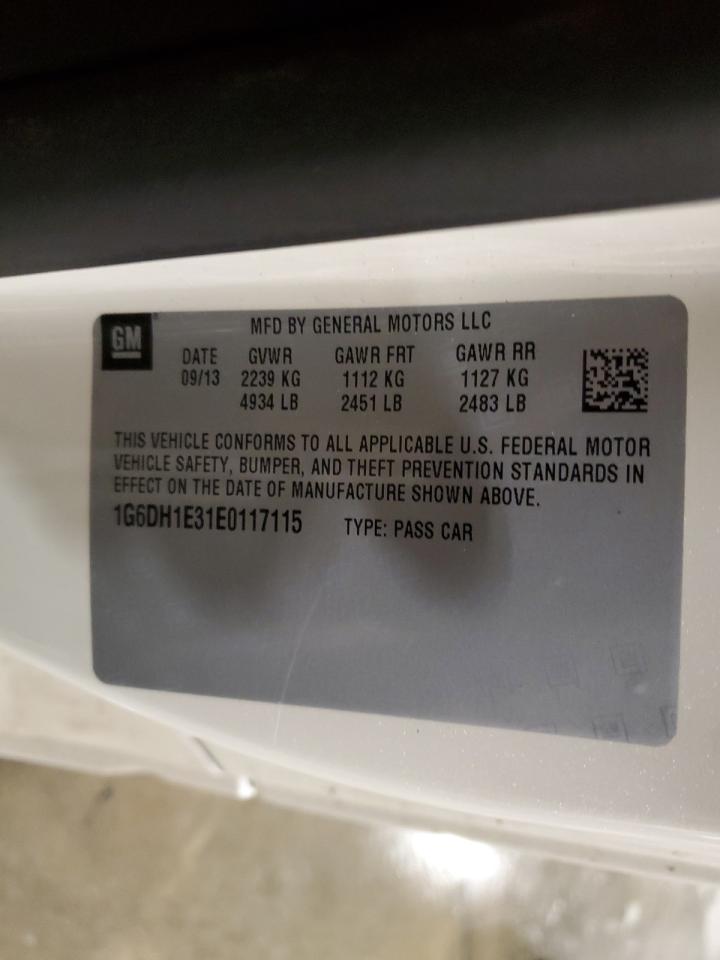 GM
MFD BY GENERAL MOTORS LLC
DATE GVWR GAWR FRT GAWR RR
09/13 2239 KG 1112 KG 1127 KG
4934 LB 2451 LB 2483 LB
THIS VEHICLE CONFORMS TO ALL APPLICABLE U.S. FEDERAL MOTOR
VEHICLE SAFETY, BUMPER, AND THEFT PREVENTION STANDARDS IN
EFFECT ON THE DATE OF MANUFACTURE SHOWN ABOVE.
1G6DH1E31E0117115 TYPE: PASS CAR